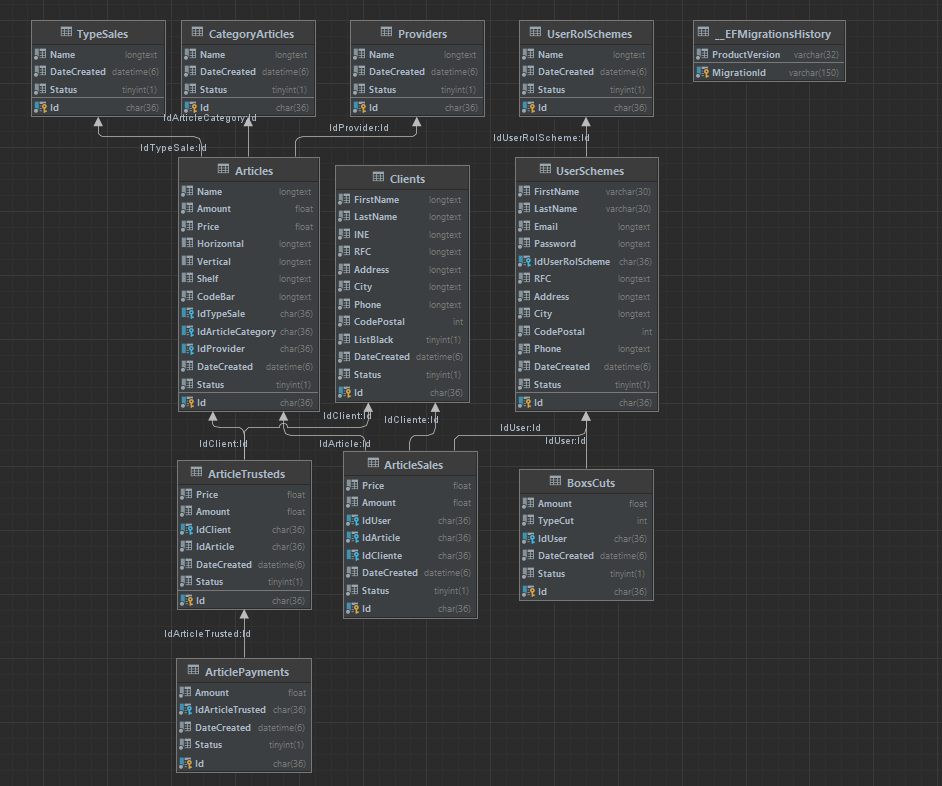 TypeSales
Name longtext
DateCreated datetime(6)
Status tinyint(1)
Id char(36)
CategoryArticles
Name longtext
DateCreated datetime(6)
Status tinyint(1)
Id char(36)
Providers
Name longtext
DateCreated datetime(6)
Status tinyint(1)
Id char(36)
UserRolSchemes
Name longtext
DateCreated datetime(6)
Status tinyint(1)
Id char(36)
__EFMigrationsHistory
ProductVersion varchar(32)
MigrationId varchar(150)
IdArticleCategory:Id
IdProvider:Id
IdUserRolScheme:Id
IdTypeSale:Id
Articles
Name longtext
Amount float
Price float
Horizontal longtext
Vertical longtext
Shelf longtext
CodeBar longtext
IdTypeSale char(36)
IdArticleCategory char(36)
IdProvider char(36)
DateCreated datetime(6)
Status tinyint(1)
Id char(36)
Clients
FirstName longtext
LastName longtext
INE longtext
RFC longtext
Address longtext
City longtext
Phone longtext
CodePostal int
ListBlack tinyint(1)
DateCreated datetime(6)
Status tinyint(1)
Id char(36)
UserSchemes
FirstName varchar(30)
LastName varchar(30)
Email longtext
Password longtext
IdUserRolScheme char(36)
RFC longtext
Address longtext
City longtext
CodePostal int
Phone longtext
DateCreated datetime(6)
Status tinyint(1)
Id char(36)
IdClient:Id
IdCliente:Id
IdUser:Id
IdClient:Id
IdArticle:Id
IdUser:Id
ArticleTrusteds
Price float
Amount float
IdClient char(36)
IdArticle char(36)
DateCreated datetime(6)
Status tinyint(1)
Id char(36)
ArticleSales
Price float
Amount float
IdUser char(36)
IdArticle char(36)
IdCliente char(36)
DateCreated datetime(6)
Status tinyint(1)
Id char(36)
BoxsCuts
Amount float
TypeCut int
IdUser char(36)
DateCreated datetime(6)
Status tinyint(1)
Id char(36)
IdArticleTrusted:Id
ArticlePayments
Amount float
IdArticleTrusted char(36)
DateCreated datetime(6)
Status tinyint(1)
Id char(36)